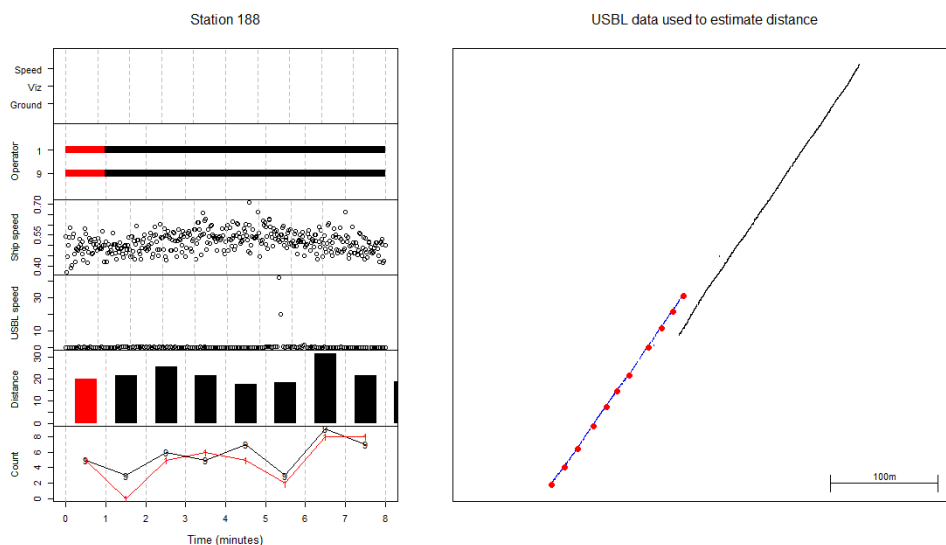 Station 188
USBL data used to estimate distance
Speed
Viz
Ground
Operator
1
9
Ship speed
0.70
0.55
0.40
USBL speed
30
10
0
Distance
30
20
10
0
Count
8
6
4
2
0
0 1 2 3 4 5 6 7 8
Time (minutes)
100m